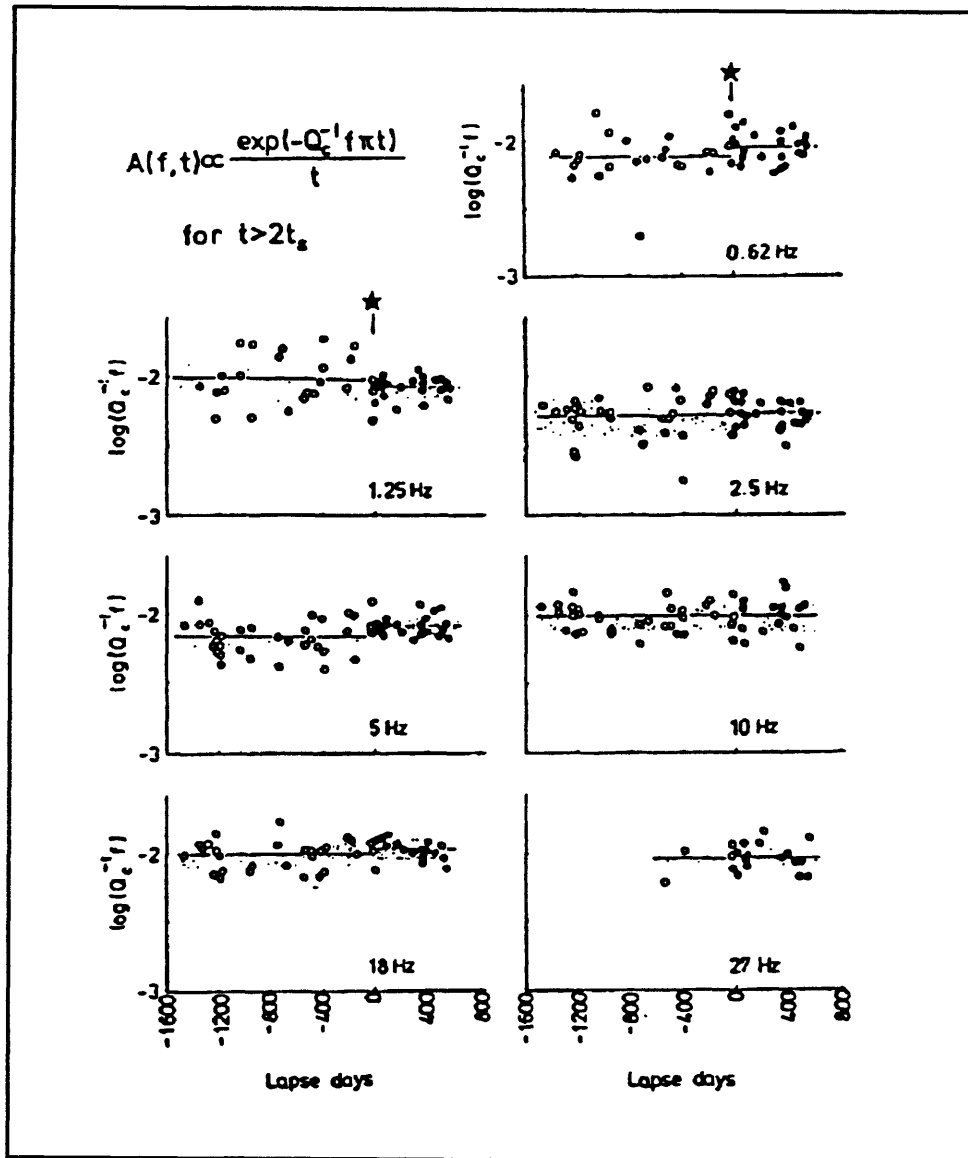 A(f,t)∝ exp(-Q_c^-1 fπt) / t
for t>2t_s
★
log(Q_c^-1 f)
-2
-3
0.62 Hz
★
log(Q_c^-1 f)
-2
-3
1.25 Hz
2.5 Hz
log(Q_c^-1 f)
-2
-3
5 Hz
10 Hz
log(Q_c^-1 f)
-2
-3
18 Hz
27 Hz
-1600 -1200 -800 -400 0 400 800
-1600 -1200 -800 -400 0 400 800
Lapse days
Lapse days